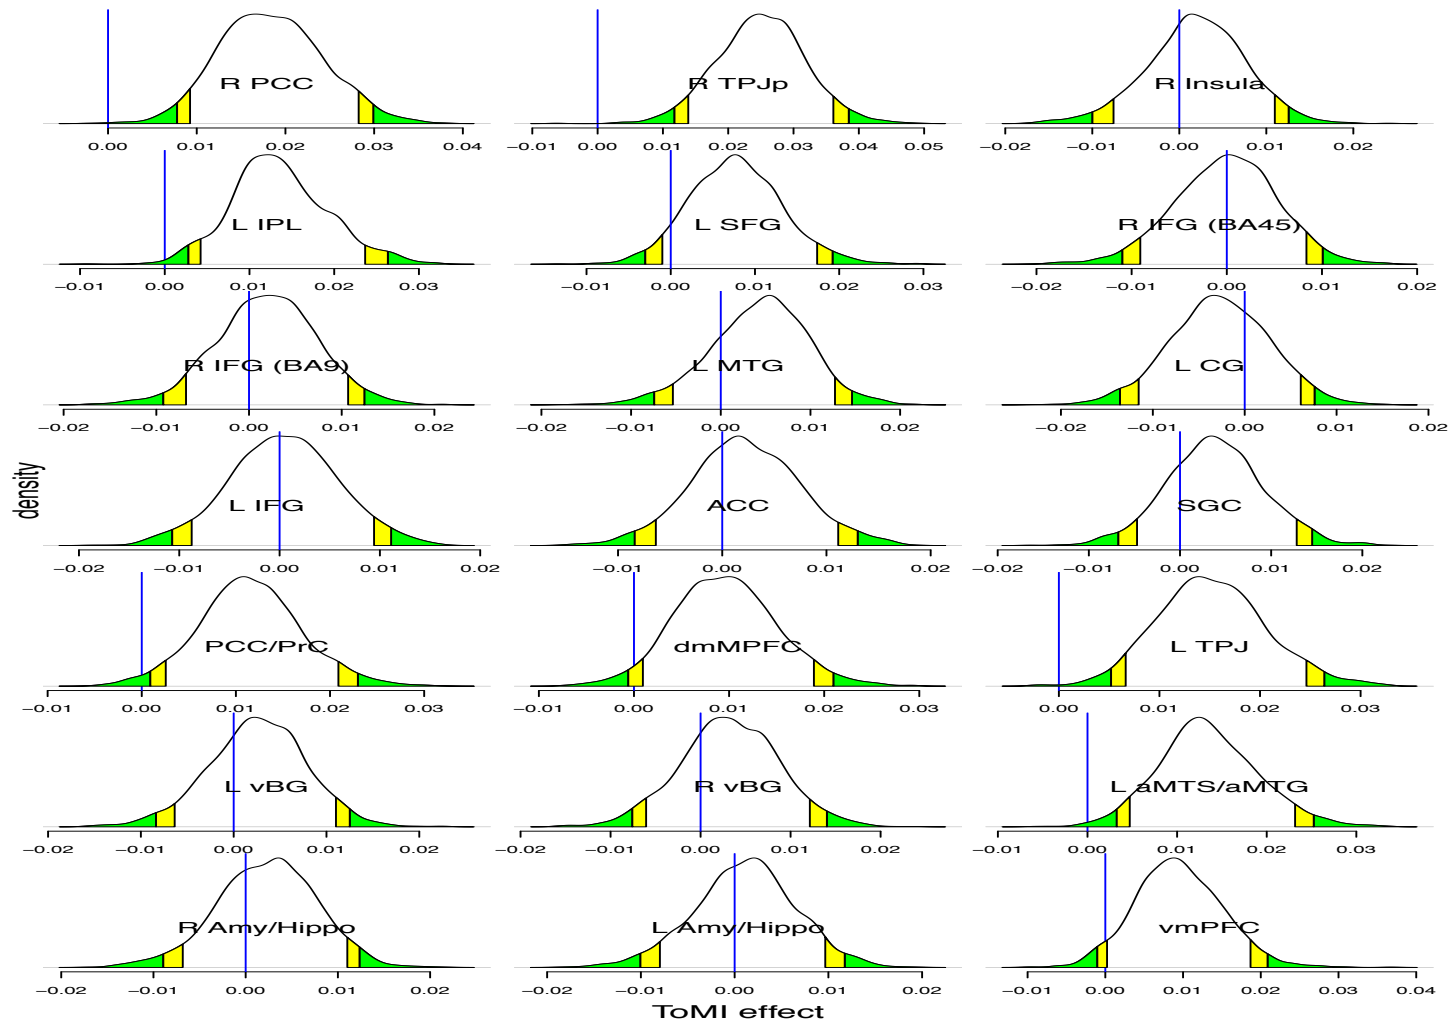 R PCC
0.00 0.01 0.02 0.03 0.04
R TPJp
−0.01 0.00 0.01 0.02 0.03 0.04 0.05
R Insula
−0.02 −0.01 0.00 0.01 0.02
L IPL
−0.01 0.00 0.01 0.02 0.03
L SFG
−0.01 0.00 0.01 0.02 0.03
R IFG (BA45)
−0.02 −0.01 0.00 0.01 0.02
R IFG (BA9)
−0.02 −0.01 0.00 0.01 0.02
L MTG
−0.02 −0.01 0.00 0.01 0.02
L CG
−0.02 −0.01 0.00 0.01 0.02
density
L IFG
−0.02 −0.01 0.00 0.01 0.02
ACC
−0.01 0.00 0.01 0.02
SGC
−0.02 −0.01 0.00 0.01 0.02
PCC/PrC
−0.01 0.00 0.01 0.02 0.03
dmMPFC
−0.01 0.00 0.01 0.02 0.03
L TPJ
0.00 0.01 0.02 0.03
L vBG
−0.02 −0.01 0.00 0.01 0.02
R vBG
−0.02 −0.01 0.00 0.01 0.02
L aMTS/aMTG
−0.01 0.00 0.01 0.02 0.03
R Amy/Hippo
−0.02 −0.01 0.00 0.01 0.02
L Amy/Hippo
−0.02 −0.01 0.00 0.01 0.02
vmPFC
−0.01 0.00 0.01 0.02 0.03 0.04
ToMI effect